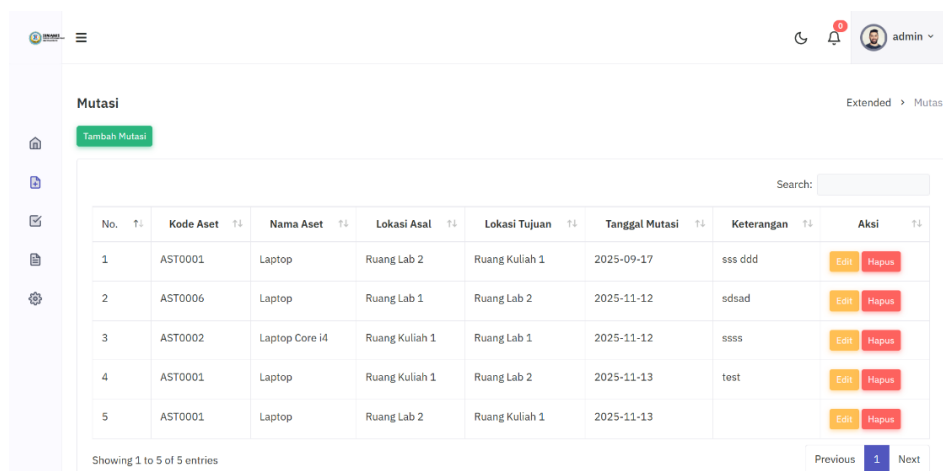 0
admin
Mutasi
Extended > Mutas
Tambah Mutasi
Search:
No. Kode Aset Nama Aset Lokasi Asal Lokasi Tujuan Tanggal Mutasi Keterangan Aksi
1 AST0001 Laptop Ruang Lab 2 Ruang Kuliah 1 2025-09-17 sss ddd Edit Hapus
2 AST0006 Laptop Ruang Lab 1 Ruang Lab 2 2025-11-12 sdsad Edit Hapus
3 AST0002 Laptop Core i4 Ruang Kuliah 1 Ruang Lab 1 2025-11-12 ssss Edit Hapus
4 AST0001 Laptop Ruang Kuliah 1 Ruang Lab 2 2025-11-13 test Edit Hapus
5 AST0001 Laptop Ruang Lab 2 Ruang Kuliah 1 2025-11-13 Edit Hapus
Showing 1 to 5 of 5 entries
Previous 1 Next